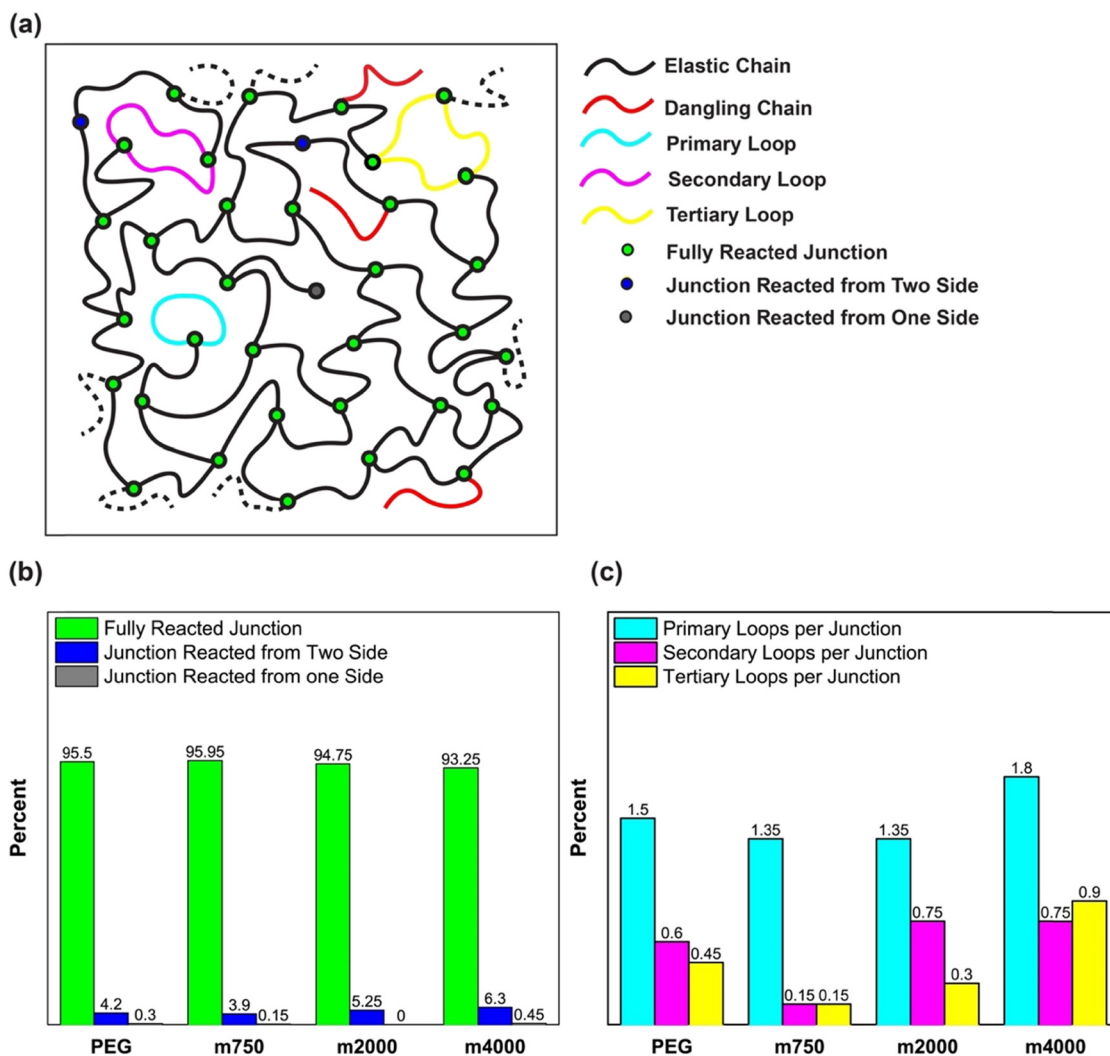 (a)
Elastic Chain
Dangling Chain
Primary Loop
Secondary Loop
Tertiary Loop
Fully Reacted Junction
Junction Reacted from Two Side
Junction Reacted from One Side
(b)
Fully Reacted Junction
Junction Reacted from Two Side
Junction Reacted from one Side
Percent
95.5
4.2
0.3
95.95
3.9
0.15
94.75
5.25
0
93.25
6.3
0.45
PEG
m750
m2000
m4000
(c)
Primary Loops per Junction
Secondary Loops per Junction
Tertiary Loops per Junction
Percent
1.5
0.6
0.45
1.35
0.15
0.15
1.35
0.75
0.3
1.8
0.75
0.9
PEG
m750
m2000
m4000